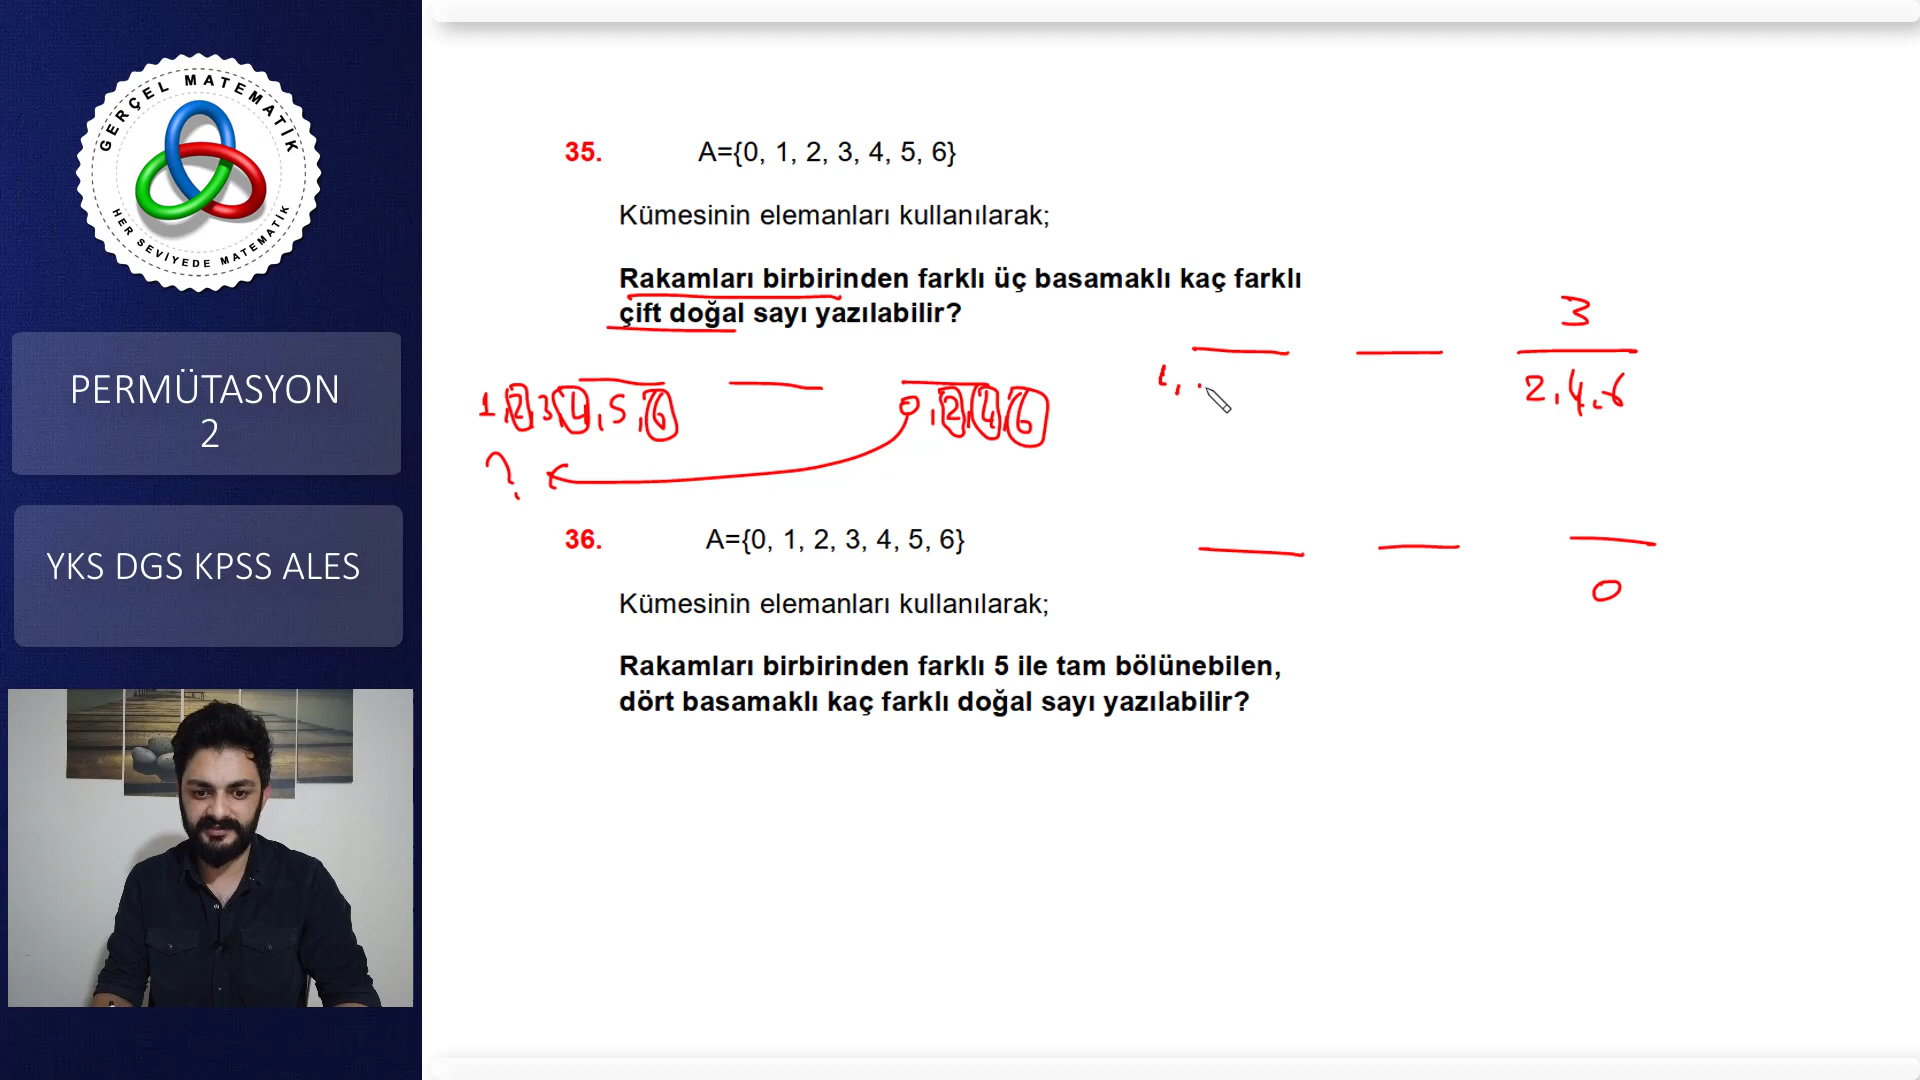 GERÇEL MATEMATİK
HER SEVİYEDE MATEMATİK
PERMÜTASYON
2
YKS DGS KPSS ALES
35. A={0, 1, 2, 3, 4, 5, 6}
Kümesinin elemanları kullanılarak;
Rakamları birbirinden farklı üç basamaklı kaç farklı
çift doğal sayı yazılabilir?
3
1,
2,4,6
1,2,3,4,5,6
0,2,4,6
?
36. A={0, 1, 2, 3, 4, 5, 6}
0
Kümesinin elemanları kullanılarak;
Rakamları birbirinden farklı 5 ile tam bölünebilen,
dört basamaklı kaç farklı doğal sayı yazılabilir?